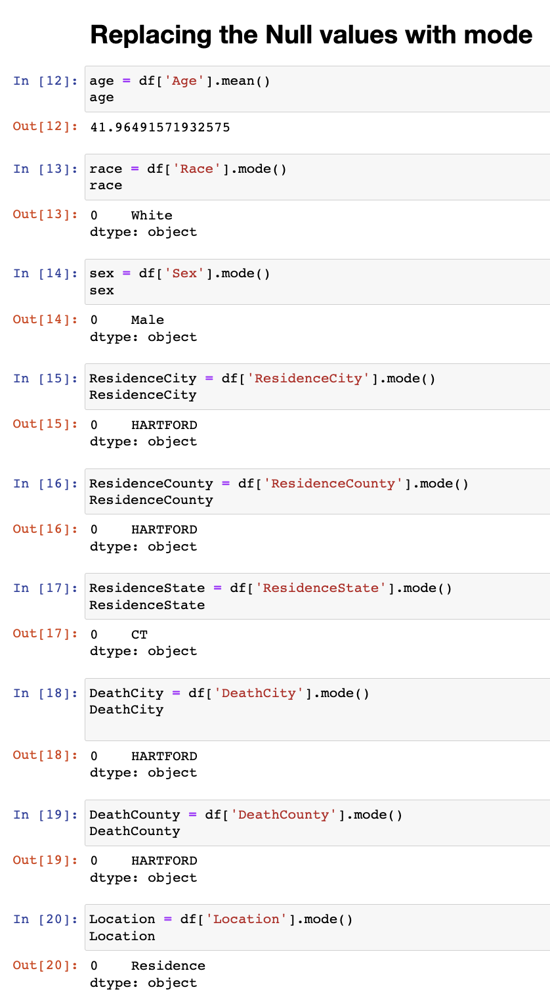 Replacing the Null values with mode
In [12]: age = df['Age'].mean()
age
Out[12]: 41.96491571932575
In [13]: race = df['Race'].mode()
race
Out[13]: 0    White
dtype: object
In [14]: sex = df['Sex'].mode()
sex
Out[14]: 0    Male
dtype: object
In [15]: ResidenceCity = df['ResidenceCity'].mode()
ResidenceCity
Out[15]: 0    HARTFORD
dtype: object
In [16]: ResidenceCounty = df['ResidenceCounty'].mode()
ResidenceCounty
Out[16]: 0    HARTFORD
dtype: object
In [17]: ResidenceState = df['ResidenceState'].mode()
ResidenceState
Out[17]: 0    CT
dtype: object
In [18]: DeathCity = df['DeathCity'].mode()
DeathCity
Out[18]: 0    HARTFORD
dtype: object
In [19]: DeathCounty = df['DeathCounty'].mode()
DeathCounty
Out[19]: 0    HARTFORD
dtype: object
In [20]: Location = df['Location'].mode()
Location
Out[20]: 0    Residence
dtype: object